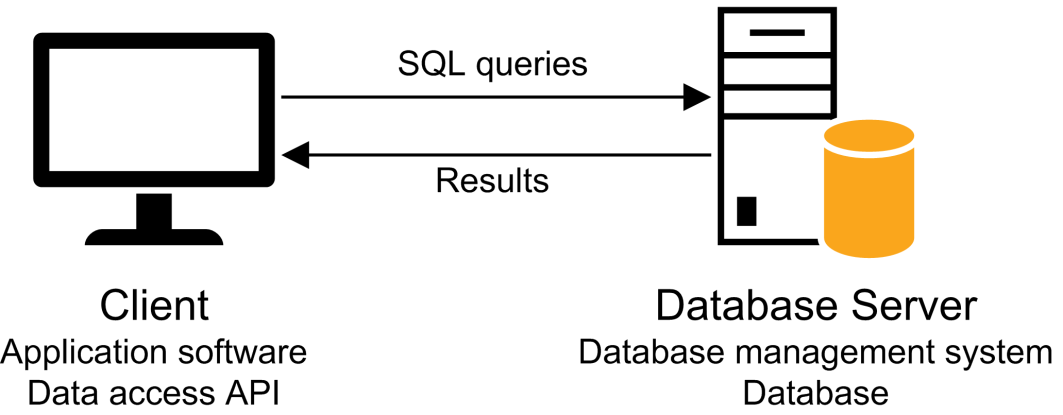 SQL queries
Results
Client
Application software
Data access API
Database Server
Database management system
Database